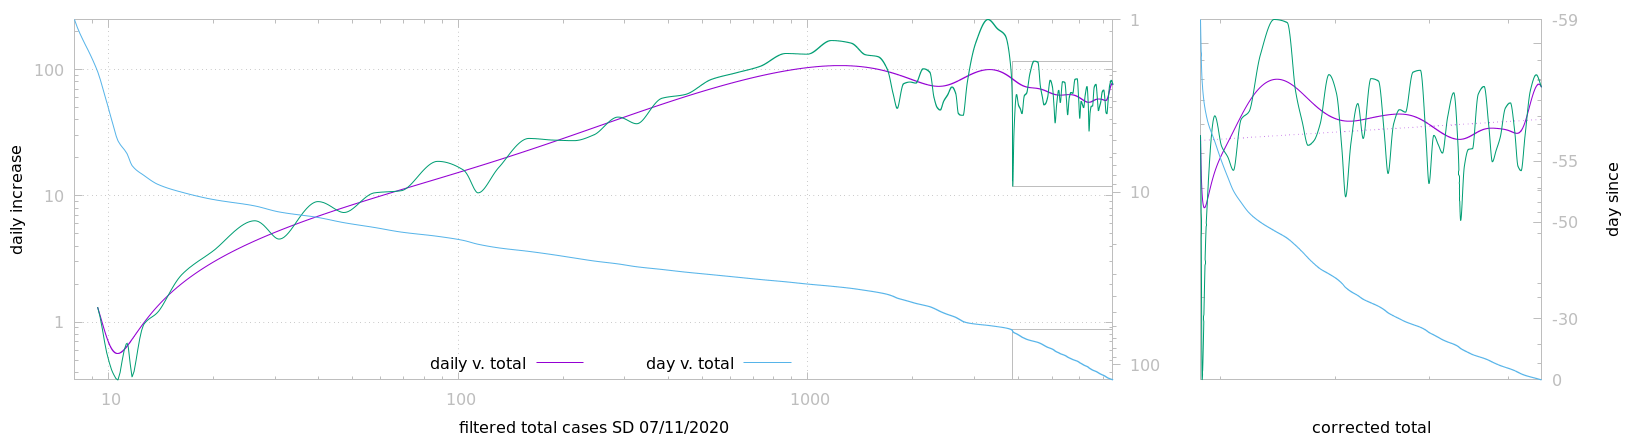 daily increase
100
10
1
daily v. total
day v. total
10
100
1000
filtered total cases SD 07/11/2020
1
10
100
-59
-55
-50
-30
0
day since
corrected total